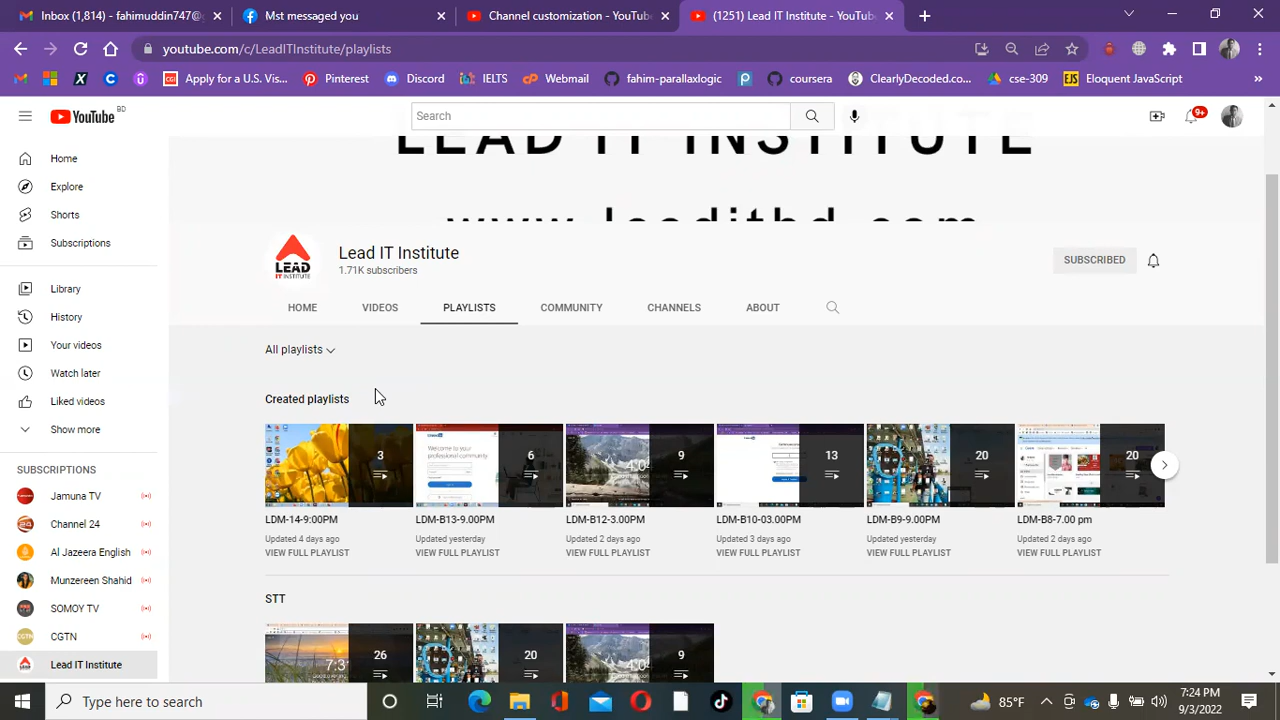 Inbox (1,814) - fahimuddin747@g
Facebook
Channel customization - YouTube
(1251) Lead IT Institute - YouTube
youtube.com/c/LeadITInstitute/playlists
Apply for a U.S. Vis... Pinterest Discord IELTS Webmail fahim-parallaxlogic coursera ClearlyDecoded.co... cse-309 EJS Eloquent JavaScript »
YouTube BD
Search
9+
LEAD IT INSTITUTE
www.leaditbd.com
Home
Explore
Shorts
Subscriptions
Library
History
Your videos
Watch later
Liked videos
Show more
SUBSCRIPTIONS
Jamuna TV
Channel 24
Al Jazeera English
Munzereen Shahid
SOMOY TV
CGTN
Lead IT Institute
LEAD
IT INSTITUTE
Lead IT Institute
1.71K subscribers
SUBSCRIBED
HOME VIDEOS PLAYLISTS COMMUNITY CHANNELS ABOUT
All playlists
Created playlists
3 6 9 13 20 20
LDM-14-9:00PM LDM-B13-9.00PM LDM-B12-3.00PM LDM-B10-03.00PM LDM-B9-9.00PM LDM-B8-7.00 pm
Updated 4 days ago Updated yesterday Updated 2 days ago Updated 3 days ago Updated yesterday Updated 2 days ago
VIEW FULL PLAYLIST VIEW FULL PLAYLIST VIEW FULL PLAYLIST VIEW FULL PLAYLIST VIEW FULL PLAYLIST VIEW FULL PLAYLIST
STT
26 20 9
Type here to search
85°F
7:24 PM
9/3/2022